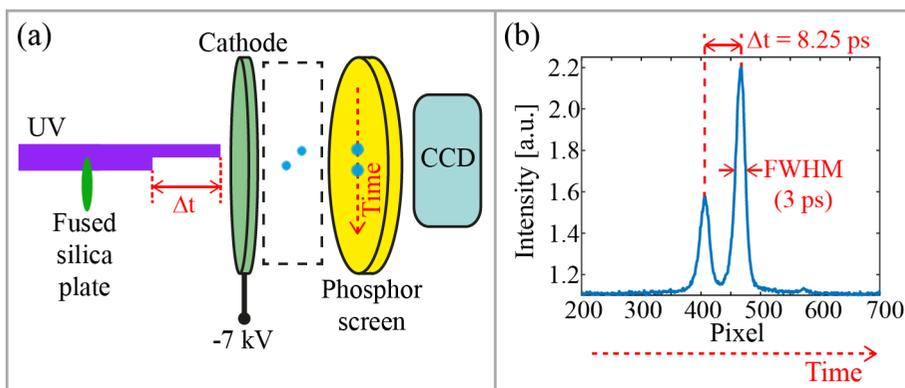 (a)
Cathode
UV
Δt
Fused
silica
plate
-7 kV
Time
Phosphor
screen
CCD
(b)
Δt = 8.25 ps
Intensity [a.u.]
2.2
2.0
1.8
1.6
1.4
1.2
FWHM
(3 ps)
200 300 400 500 600 700
Pixel
Time